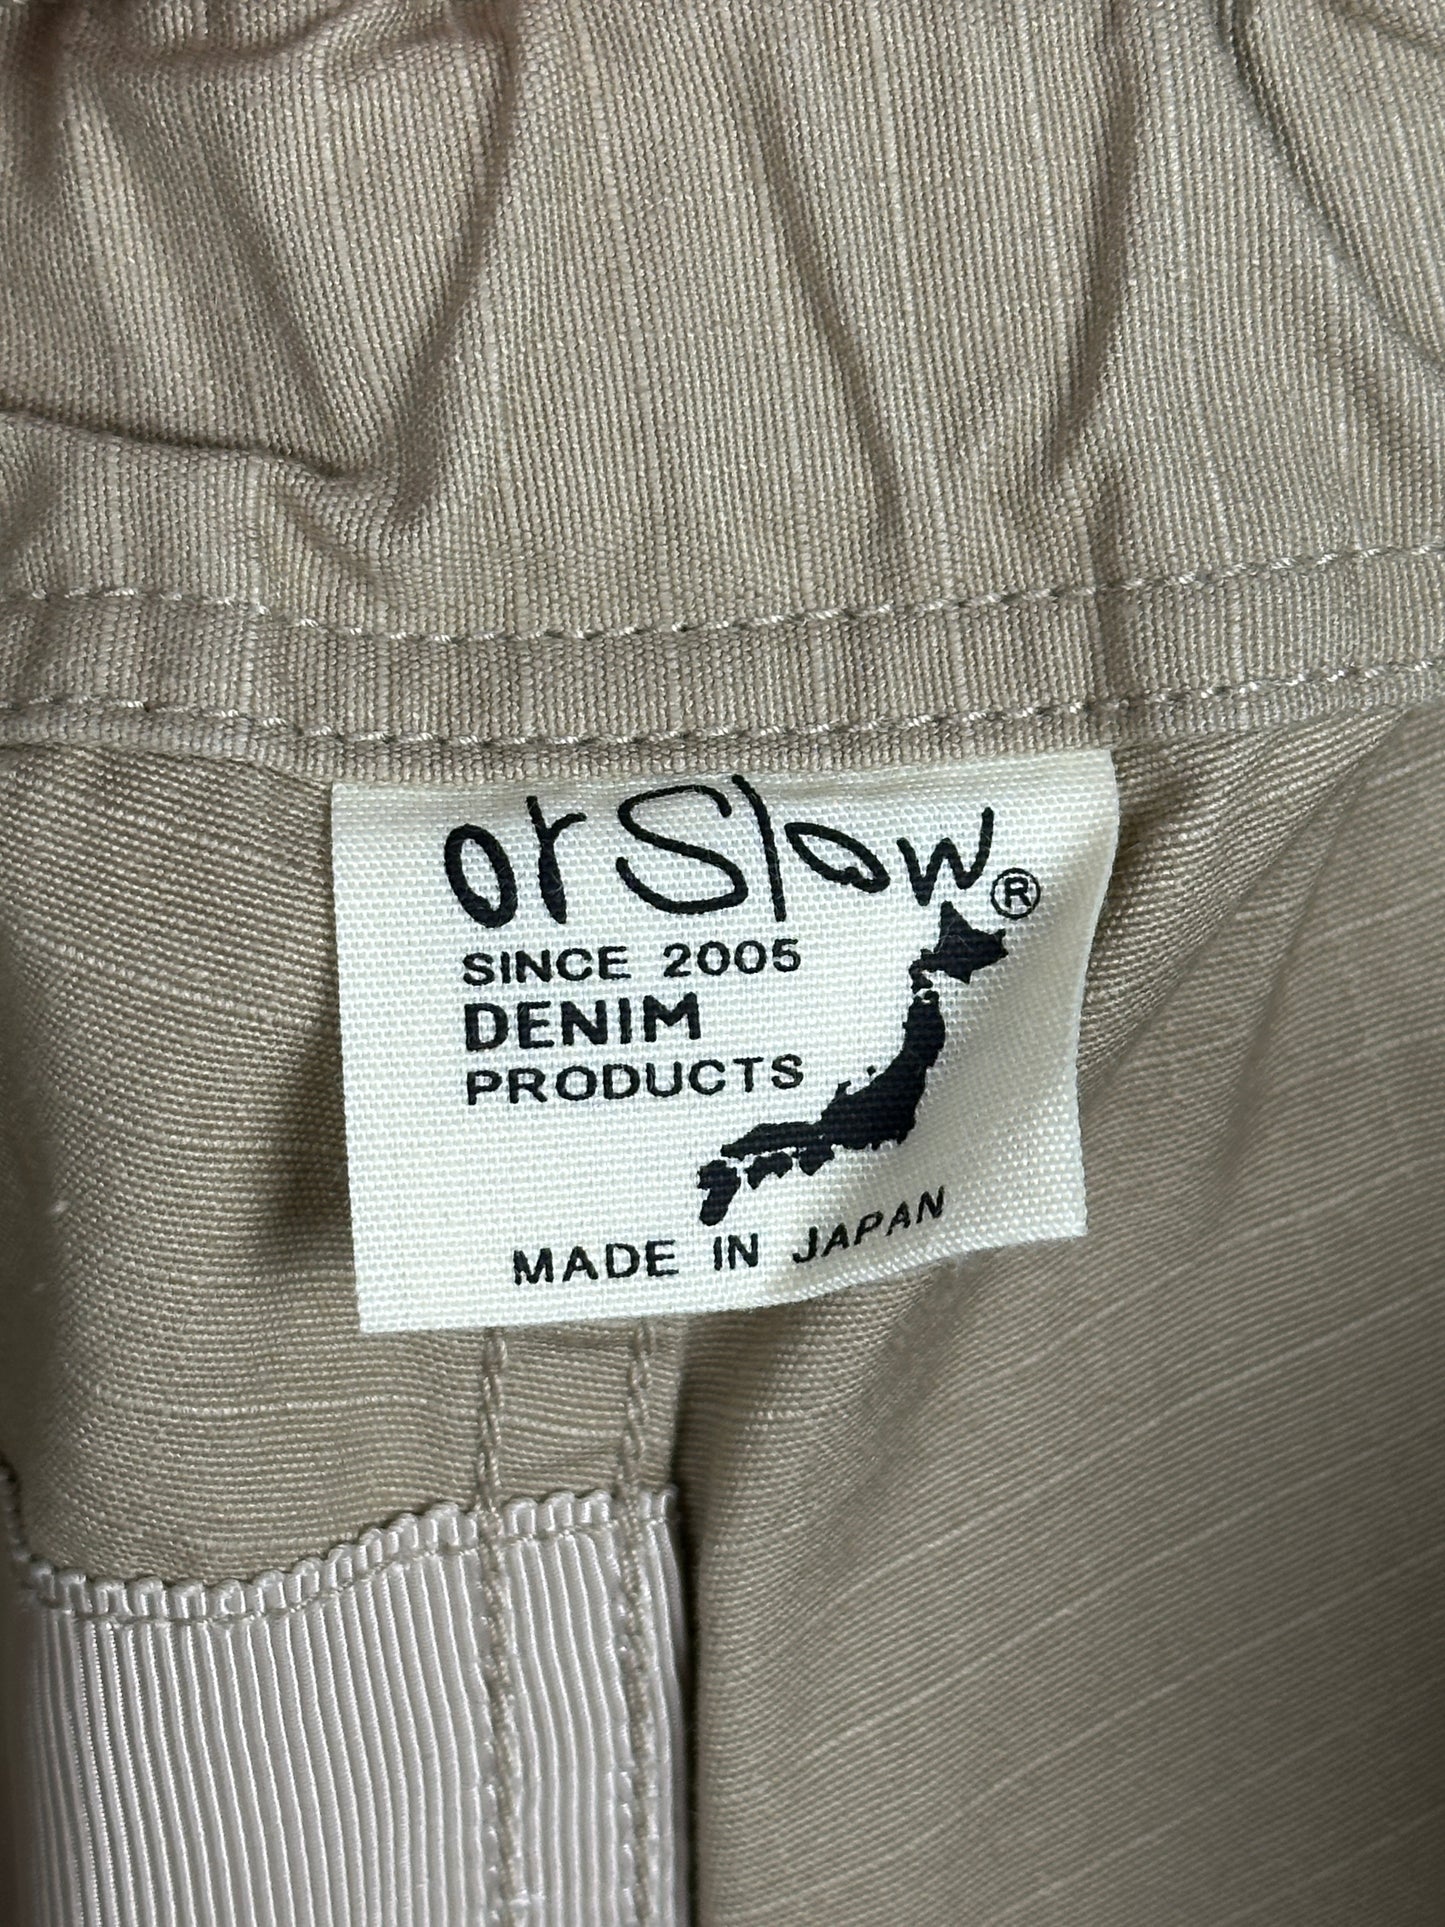 orSlow®
SINCE 2005
DENIM
PRODUCTS
MADE IN JAPAN